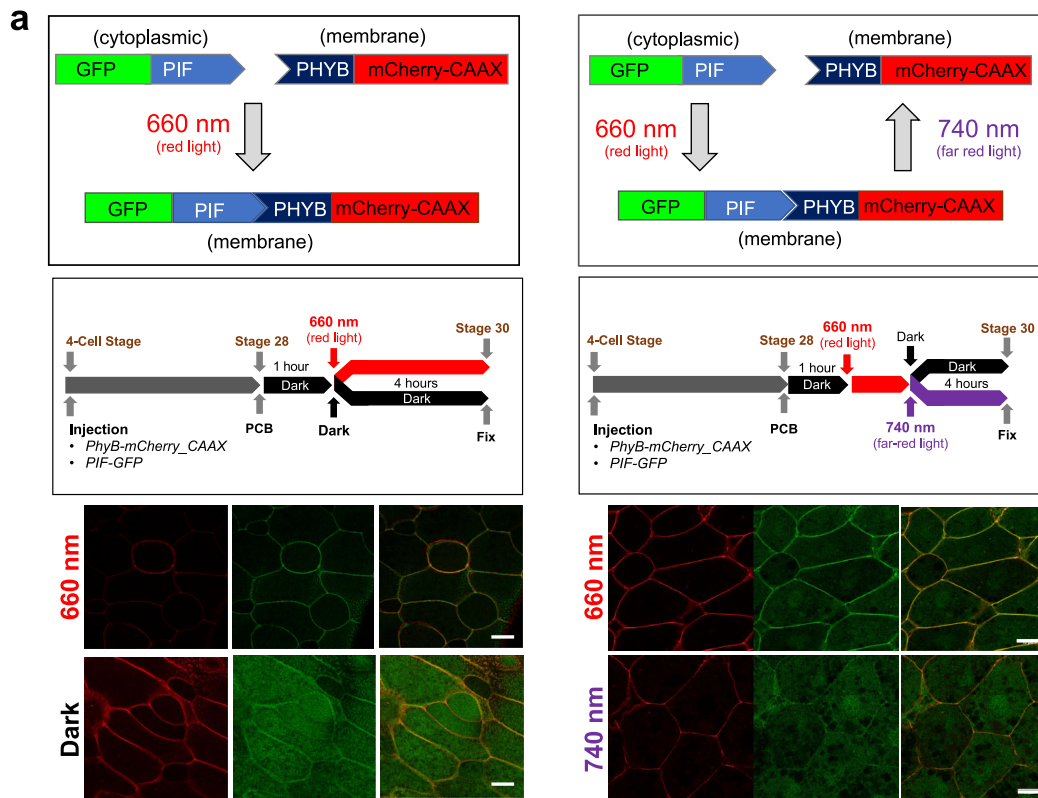 a
(cytoplasmic)
(membrane)
GFP
PIF
PHYB
mCherry-CAAX
660 nm
(red light)
GFP
PIF
PHYB
mCherry-CAAX
(membrane)
(cytoplasmic)
(membrane)
GFP
PIF
PHYB
mCherry-CAAX
660 nm
(red light)
740 nm
(far red light)
GFP
PIF
PHYB
mCherry-CAAX
(membrane)
4-Cell Stage
Stage 28
660 nm
(red light)
Stage 30
1 hour
Dark
4 hours
Dark
Injection
• PhyB-mCherry_CAAX
• PIF-GFP
PCB
Dark
Fix
4-Cell Stage
Stage 28
660 nm
(red light)
Dark
Stage 30
1 hour
Dark
Dark
4 hours
Injection
• PhyB-mCherry_CAAX
• PIF-GFP
PCB
740 nm
(far-red light)
Fix
660 nm
Dark
660 nm
740 nm